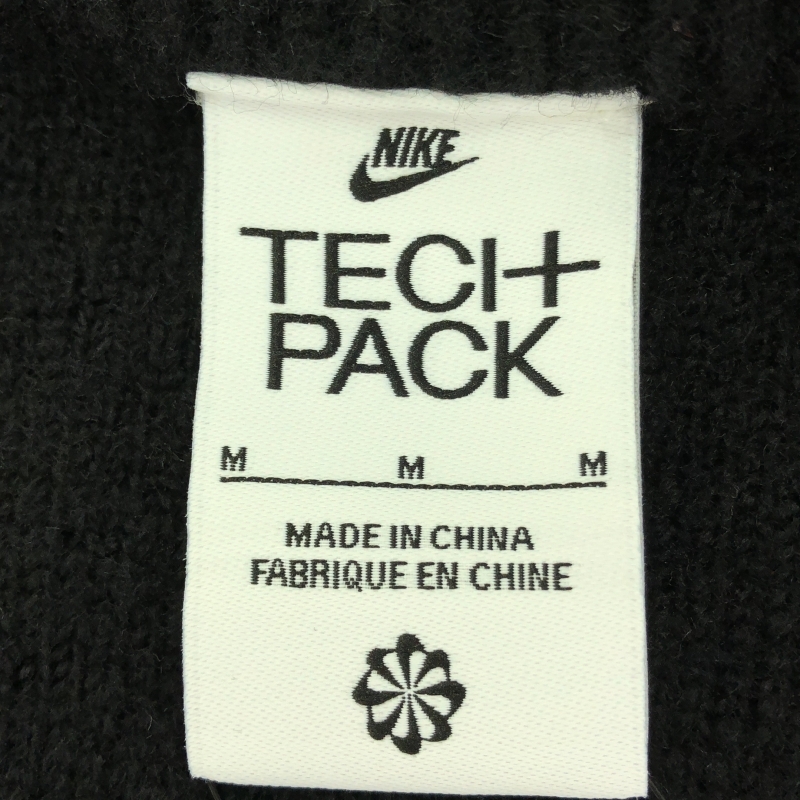 NIKE
TECH
PACK
M M M
MADE IN CHINA
FABRIQUE EN CHINE